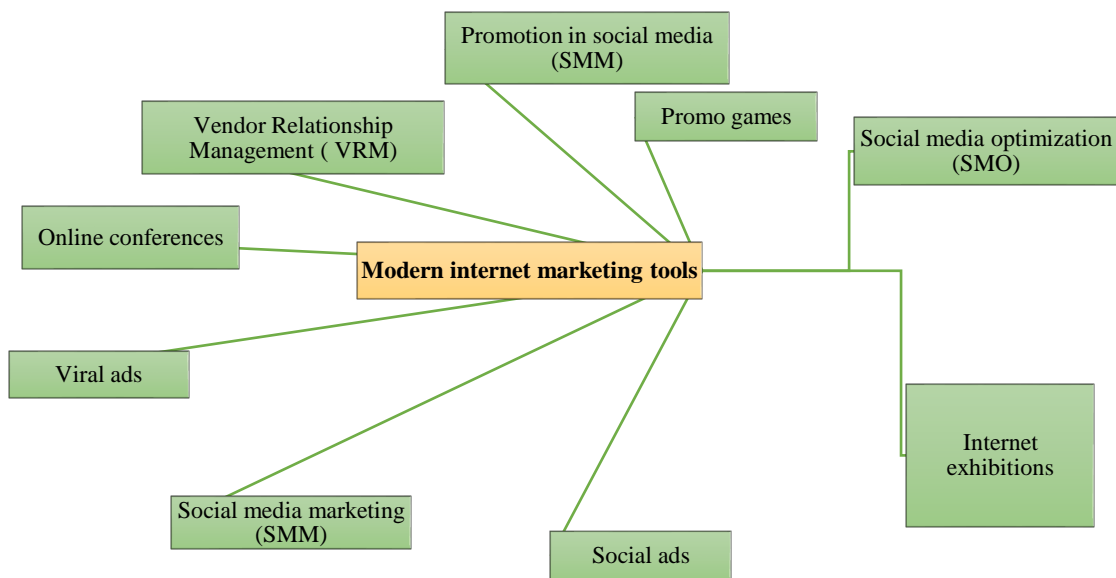 Promotion in social media
(SMM)
Promo games
Vendor Relationship
Management ( VRM)
Social media optimization
(SMO)
Online conferences
Modern internet marketing tools
Viral ads
Internet
exhibitions
Social media marketing
(SMM)
Social ads